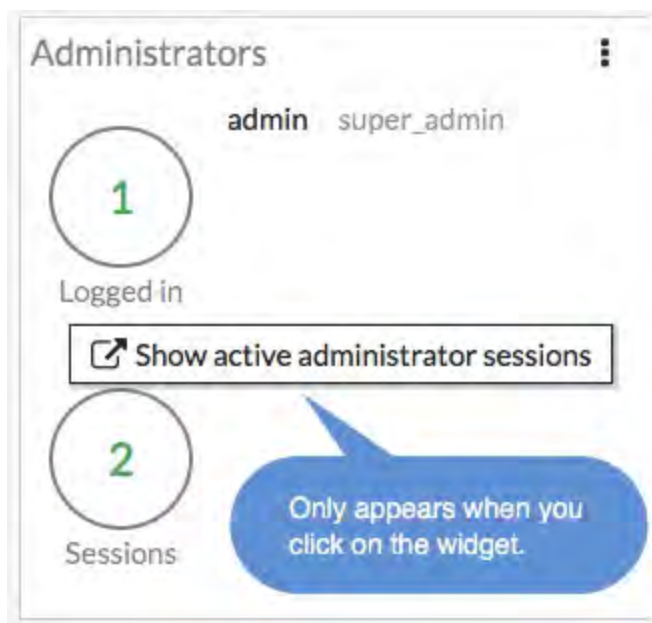 Administrators
admin super_admin
1
Logged in
Show active administrator sessions
2
Sessions
Only appears when you
click on the widget.